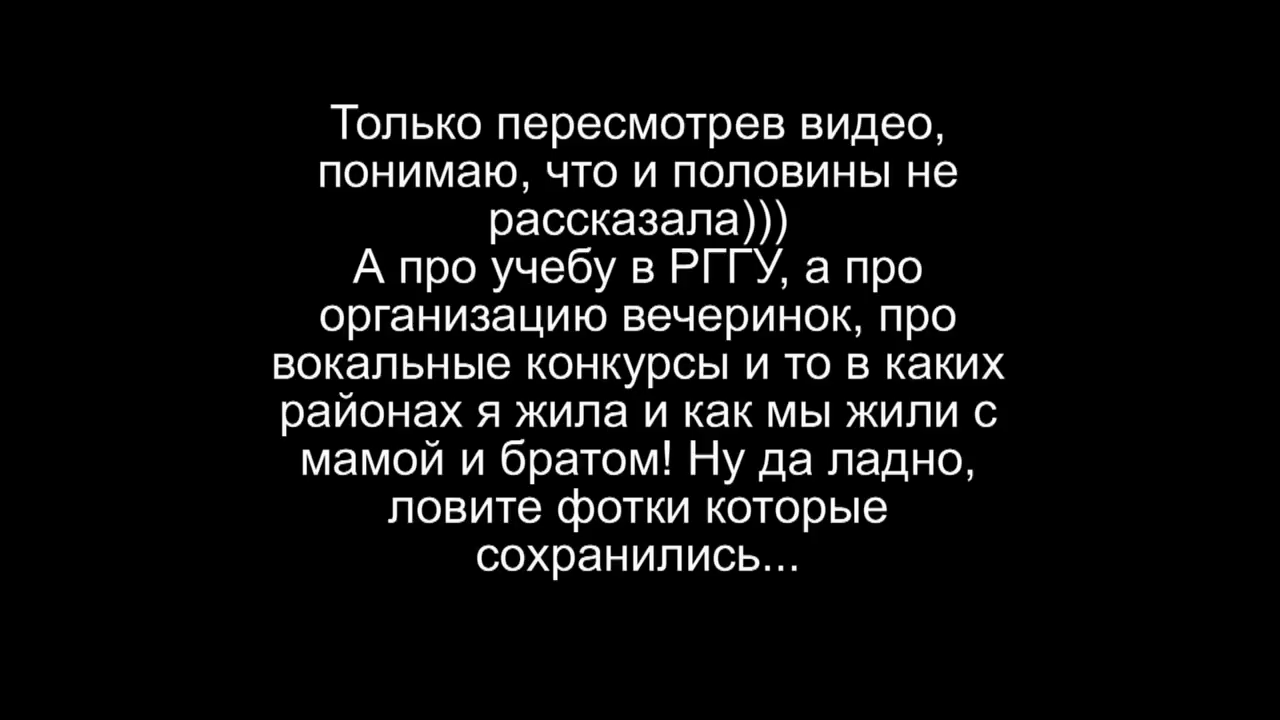 Только пересмотрев видео,
понимаю, что и половины не
рассказала)))
А про учебу в РГГУ, а про
организацию вечеринок, про
вокальные конкурсы и то в каких
районах я жила и как мы жили с
мамой и братом! Ну да ладно,
ловите фотки которые
сохранились...